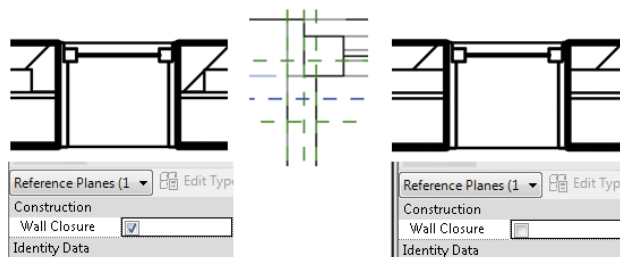 Reference Planes (1 Edit Type
Construction
Wall Closure
Identity Data
Reference Planes (1 Edit Typ
Construction
Wall Closure
Identity Data